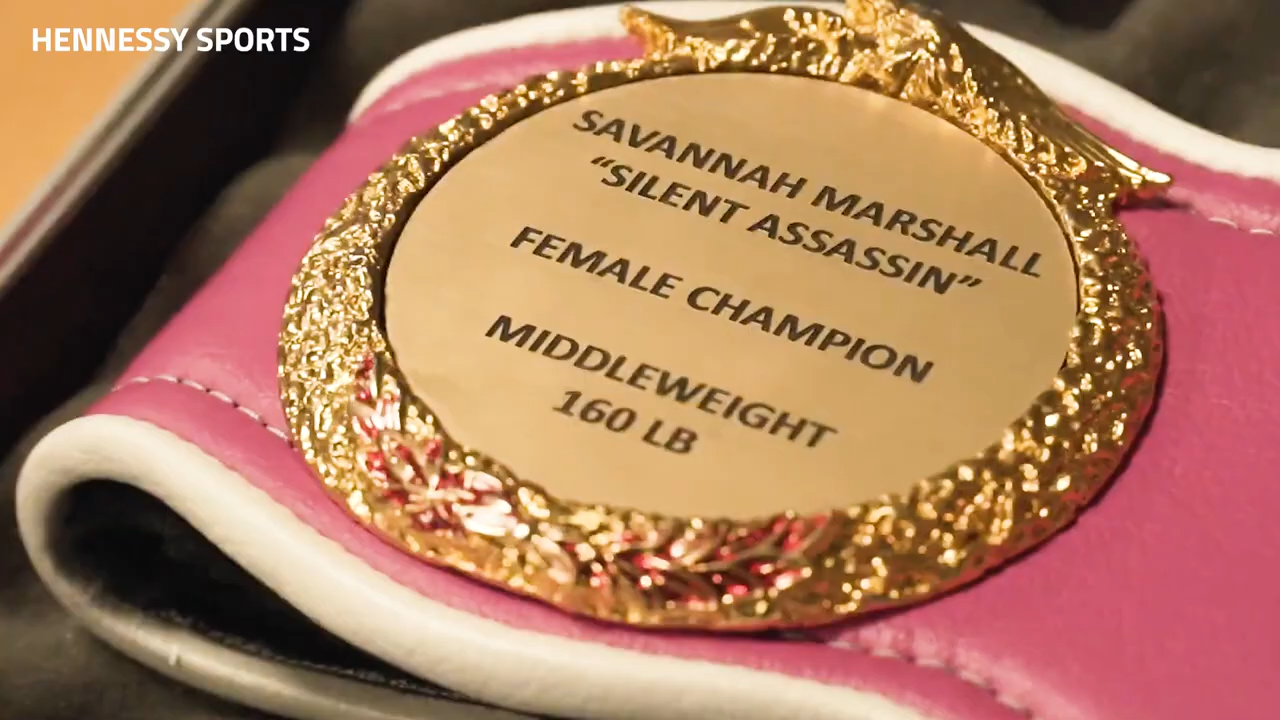 HENNESSY SPORTS
SAVANNAH MARSHALL
“SILENT ASSASSIN”
FEMALE CHAMPION
MIDDLEWEIGHT
160 LB